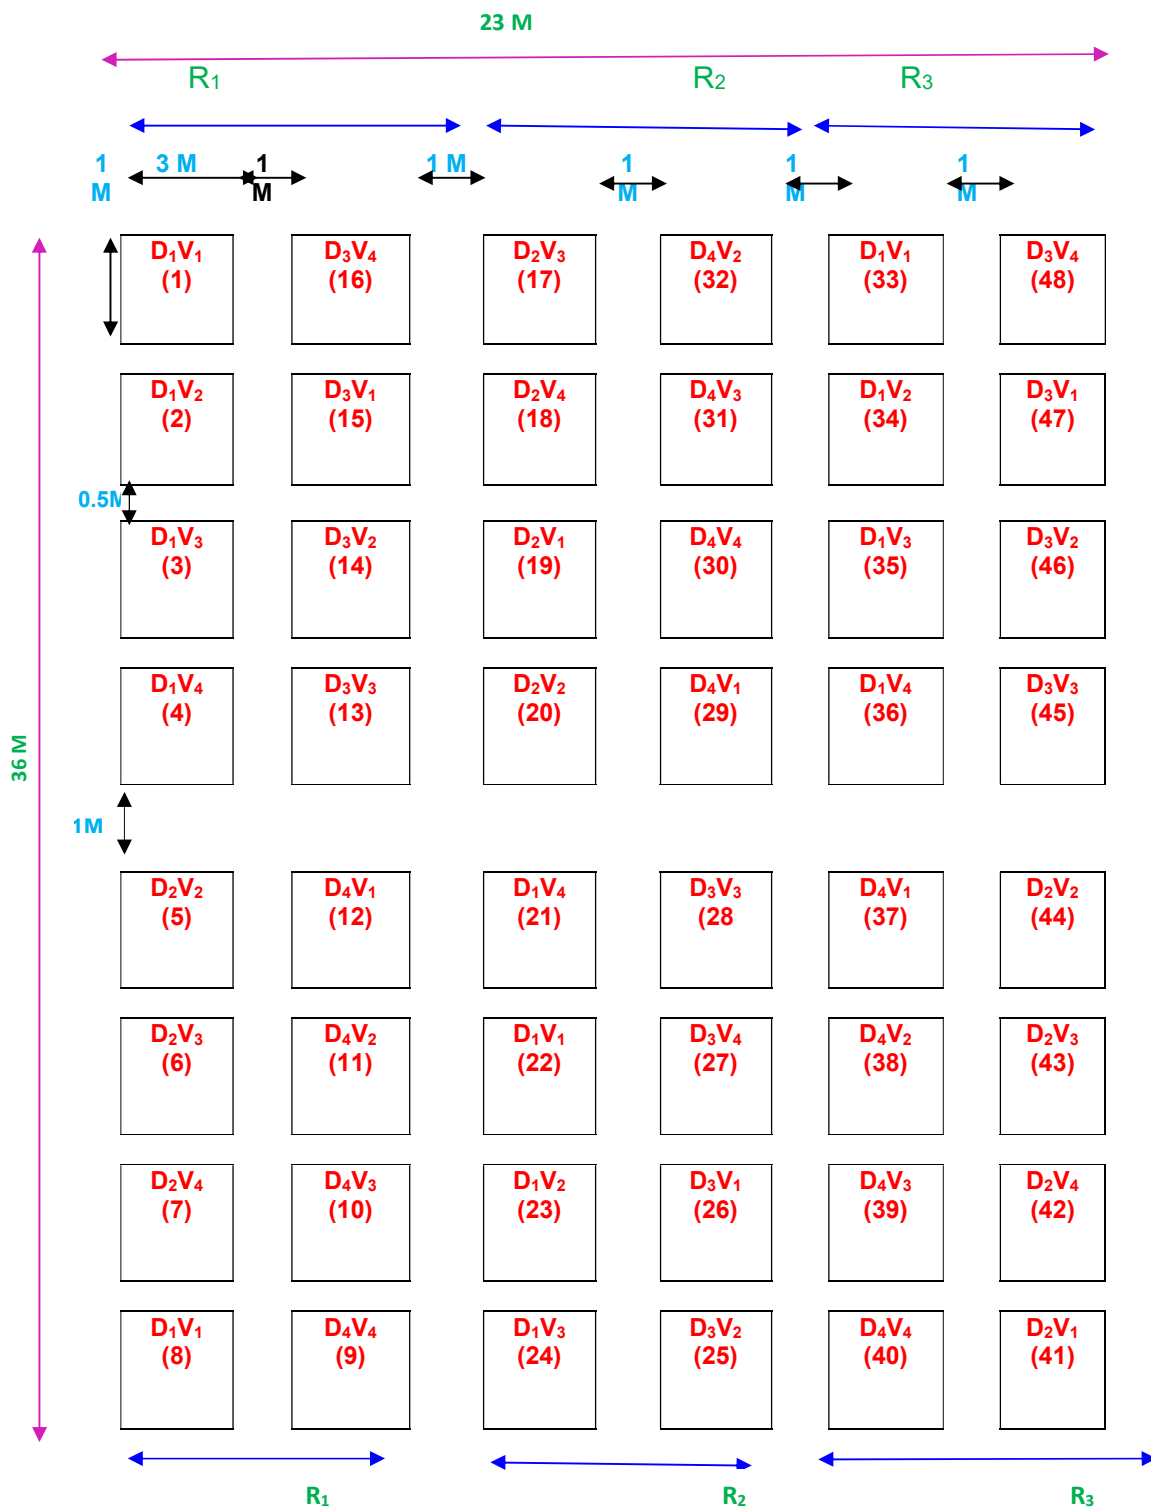 23 M
R₁ R₂ R₃
1 M 3 M 1 M 1 M 1 M 1 M 1 M
D₁V₁ D₃V₄ D₂V₃ D₄V₂ D₁V₁ D₃V₄
(1) (16) (17) (32) (33) (48)
D₁V₂ D₃V₁ D₂V₄ D₄V₃ D₁V₂ D₃V₁
(2) (15) (18) (31) (34) (47)
0.5M
D₁V₃ D₃V₂ D₂V₁ D₄V₄ D₁V₃ D₃V₂
(3) (14) (19) (30) (35) (46)
D₁V₄ D₃V₃ D₂V₂ D₄V₁ D₁V₄ D₃V₃
(4) (13) (20) (29) (36) (45)
36 M
1M
D₂V₂ D₄V₁ D₁V₄ D₃V₃ D₄V₁ D₂V₂
(5) (12) (21) (28 (37) (44)
D₂V₃ D₄V₂ D₁V₁ D₃V₄ D₄V₂ D₂V₃
(6) (11) (22) (27) (38) (43)
D₂V₄ D₄V₃ D₁V₂ D₃V₁ D₄V₃ D₂V₄
(7) (10) (23) (26) (39) (42)
D₁V₁ D₄V₄ D₁V₃ D₃V₂ D₄V₄ D₂V₁
(8) (9) (24) (25) (40) (41)
R₁ R₂ R₃